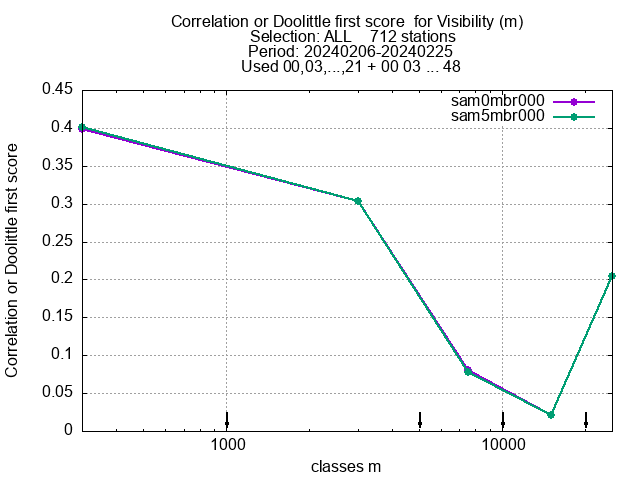 Correlation or Doolittle first score  for Visibility (m)
Selection: ALL    712 stations
Period: 20240206-20240225
Used 00,03,...,21 + 00 03 ... 48
sam0mbr000
sam5mbr000
Correlation or Doolittle first score
0.45
0.4
0.35
0.3
0.25
0.2
0.15
0.1
0.05
0
1000
10000
classes m